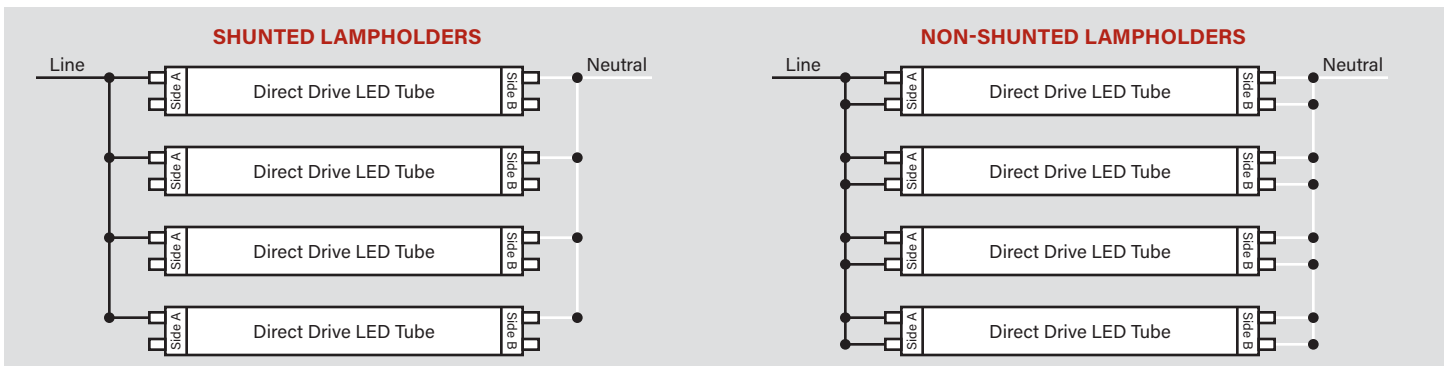 SHUNTED LAMPHOLDERS
Line
Neutral
Side A
Direct Drive LED Tube
Side B
Side A
Direct Drive LED Tube
Side B
Side A
Direct Drive LED Tube
Side B
Side A
Direct Drive LED Tube
Side B
NON-SHUNTED LAMPHOLDERS
Line
Neutral
Side A
Direct Drive LED Tube
Side B
Side A
Direct Drive LED Tube
Side B
Side A
Direct Drive LED Tube
Side B
Side A
Direct Drive LED Tube
Side B